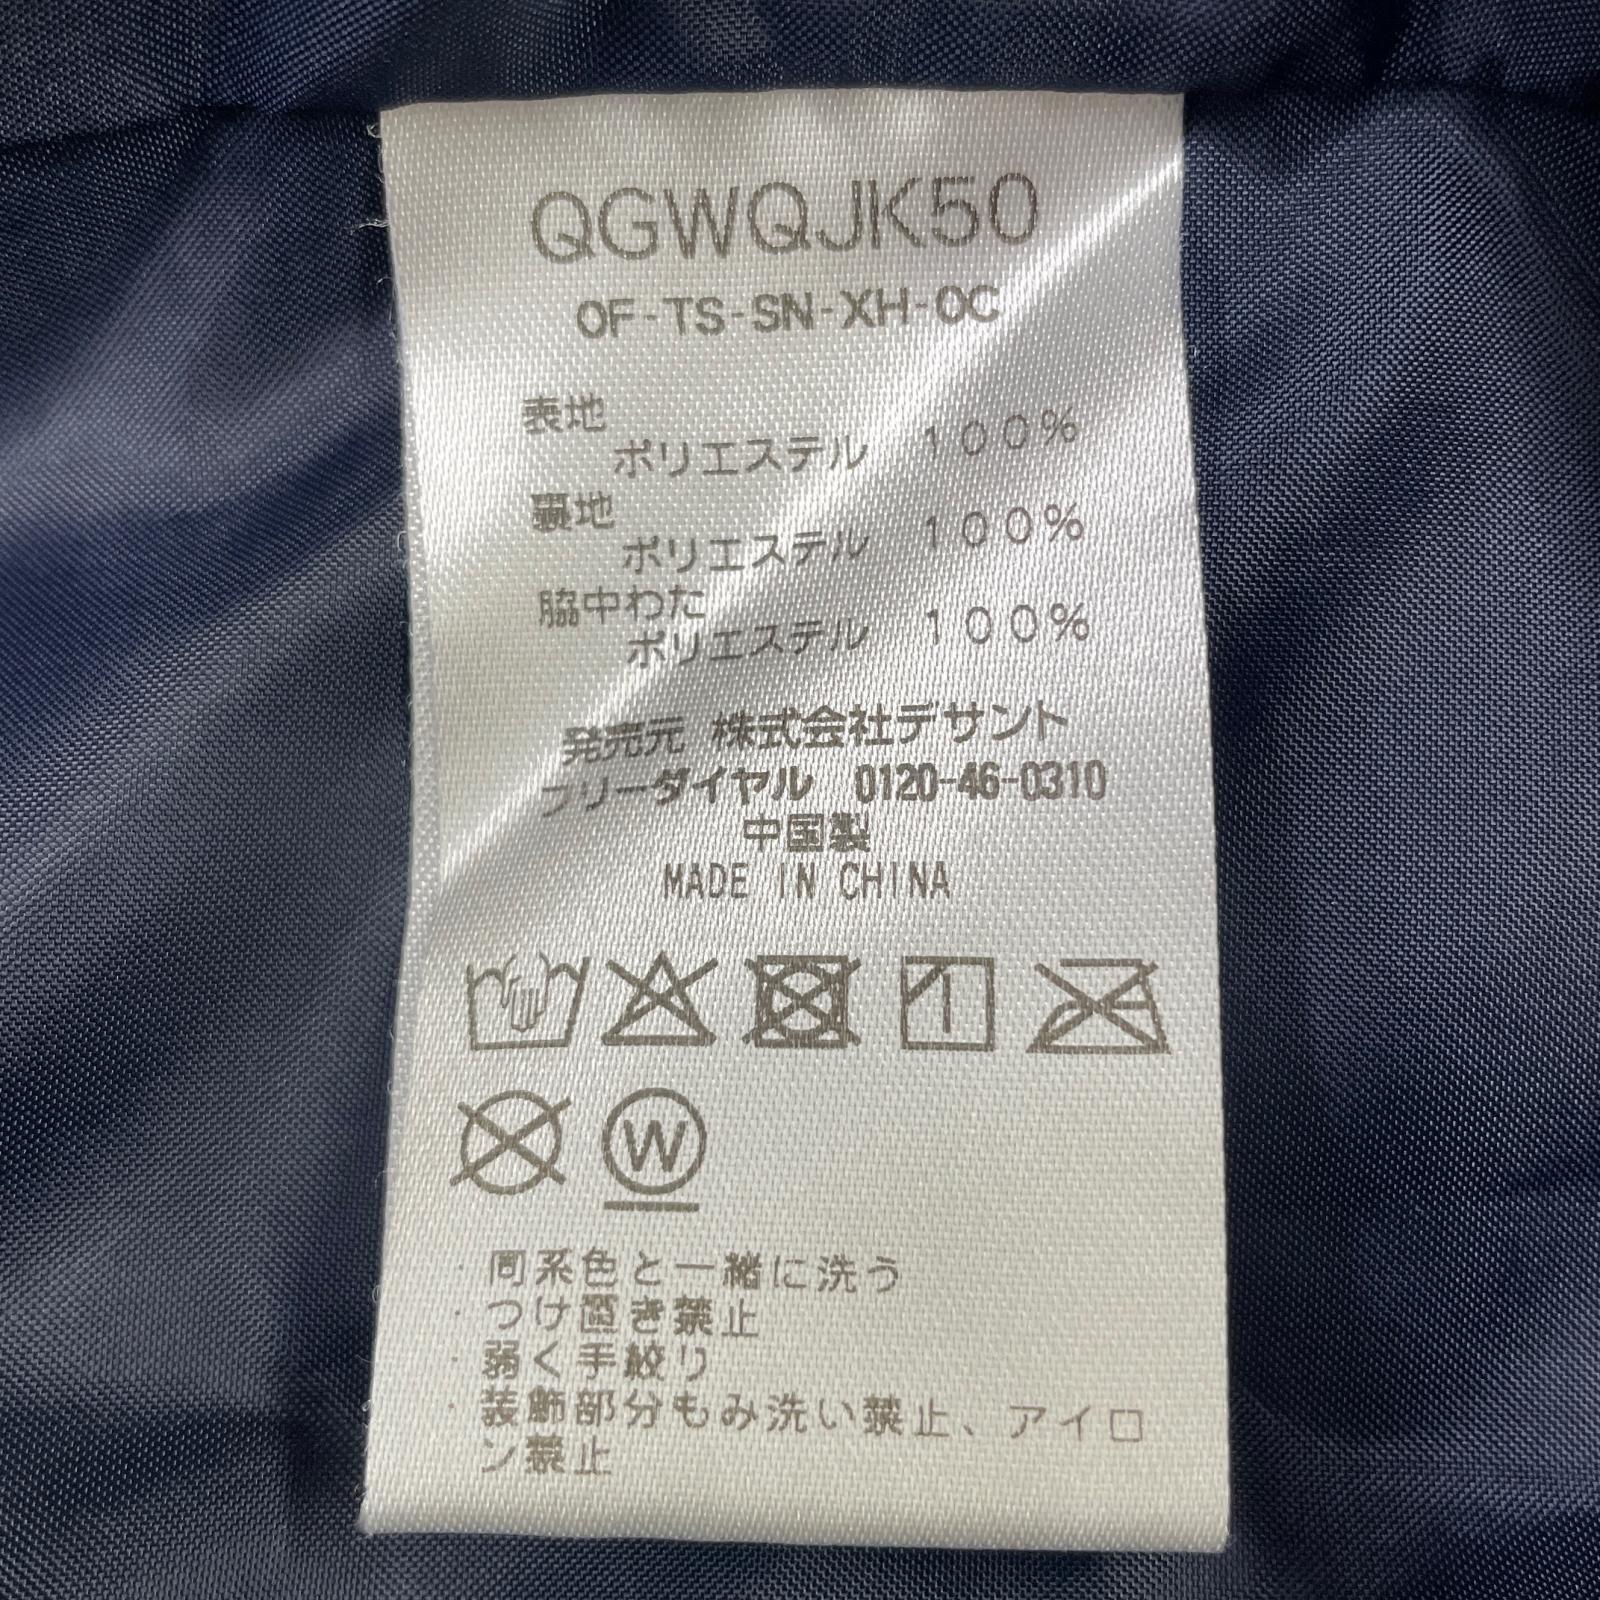 QGWQJK50
OF-TS-SN-XH-OC
表地
ポリエステル 100%
裏地
ポリエステル 100%
脇中わた
ポリエステル 100%
発売元 株式会社デサント
フリーダイヤル 0120-46-0310
中国製
MADE IN CHINA
W
・同系色と一緒に洗う
・つけ置き禁止
・弱く手絞り
・装飾部分もみ洗い禁止、アイロ
ン禁止